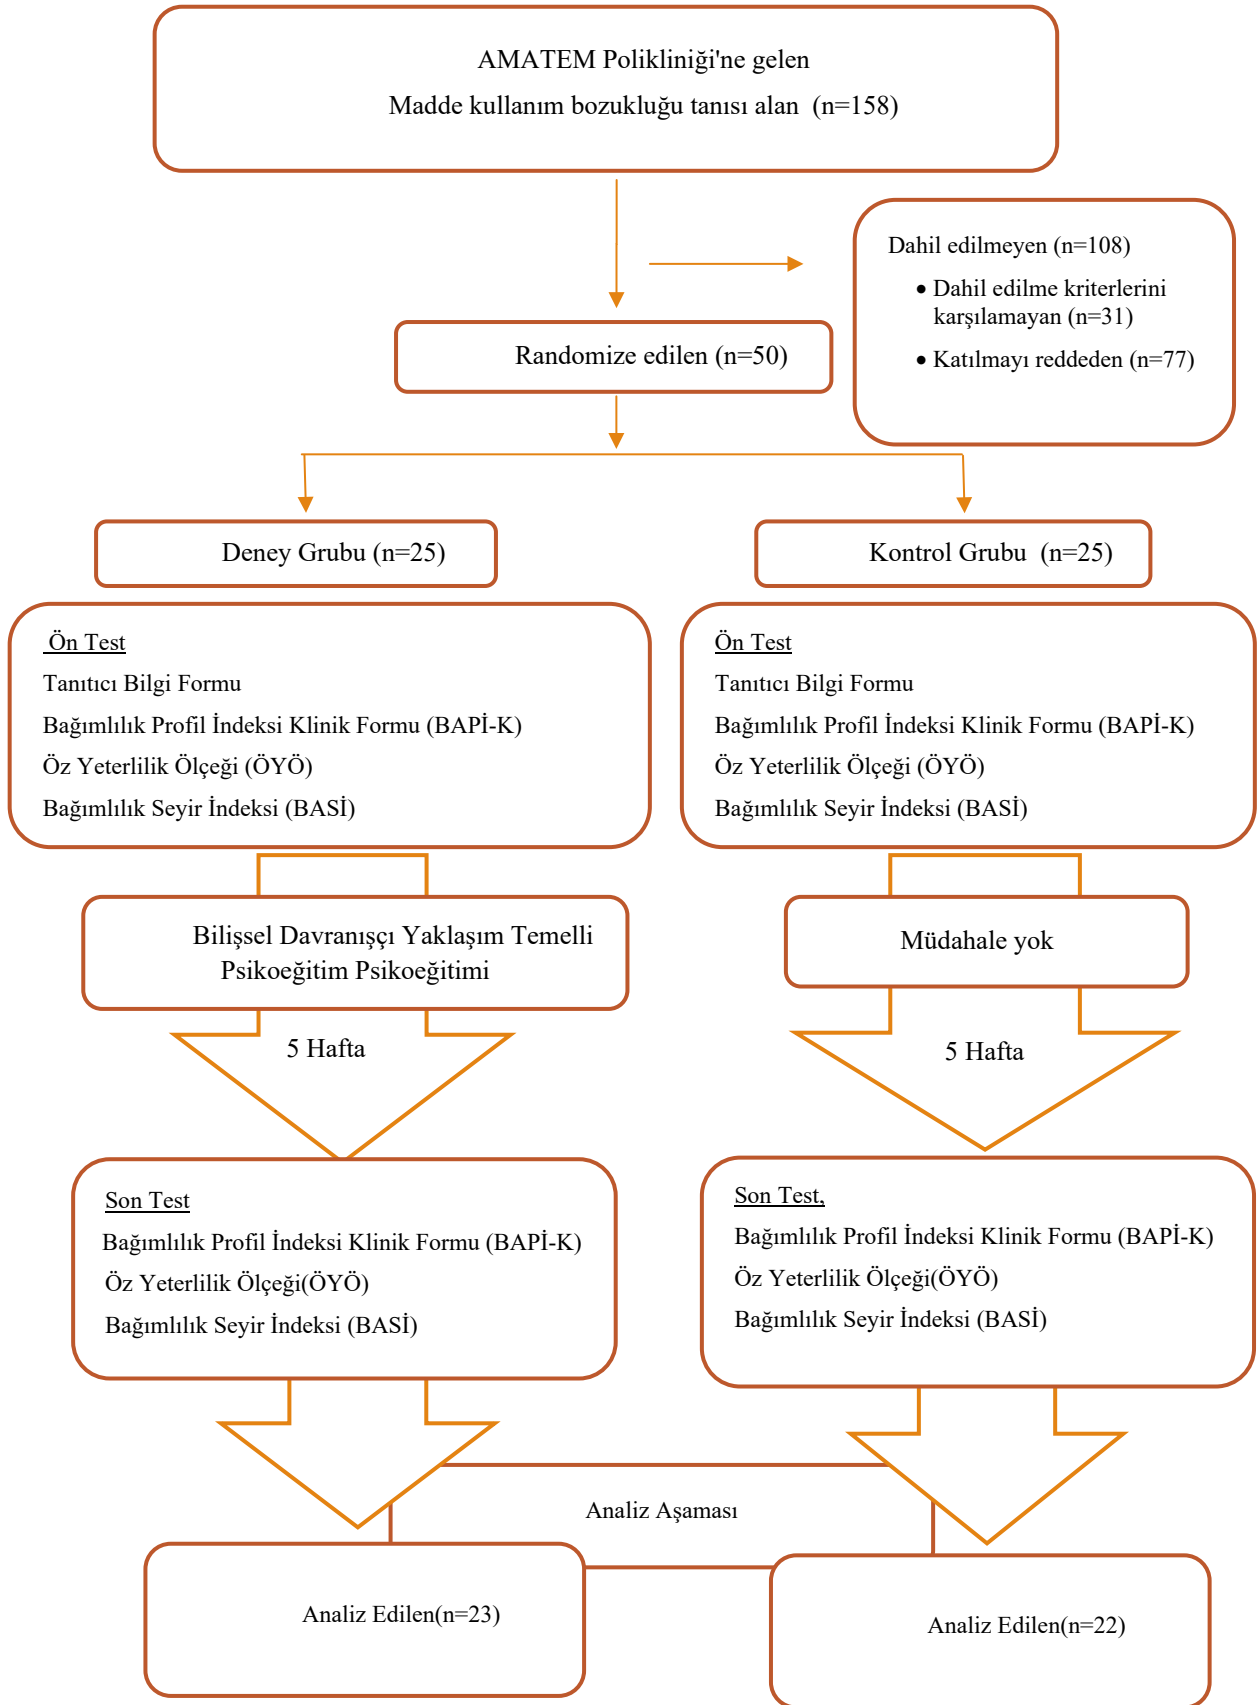 AMATEM Polikliniği'ne gelen
Madde kullanım bozukluğu tanısı alan (n=158)
Dahil edilmeyen (n=108)
• Dahil edilme kriterlerini
karşılamayan (n=31)
• Katılmayı reddeden (n=77)
Randomize edilen (n=50)
Deney Grubu (n=25)
Kontrol Grubu (n=25)
Ön Test
Tanıtıcı Bilgi Formu
Bağımlılık Profil İndeksi Klinik Formu (BAPİ-K)
Öz Yeterlilik Ölçeği (ÖYÖ)
Bağımlılık Seyir İndeksi (BASİ)
Ön Test
Tanıtıcı Bilgi Formu
Bağımlılık Profil İndeksi Klinik Formu (BAPİ-K)
Öz Yeterlilik Ölçeği (ÖYÖ)
Bağımlılık Seyir İndeksi (BASİ)
Bilişsel Davranışçı Yaklaşım Temelli
Psikoeğitim Psikoeğitimi
Müdahale yok
5 Hafta
5 Hafta
Son Test
Bağımlılık Profil İndeksi Klinik Formu (BAPİ-K)
Öz Yeterlilik Ölçeği(ÖYÖ)
Bağımlılık Seyir İndeksi (BASİ)
Son Test,
Bağımlılık Profil İndeksi Klinik Formu (BAPİ-K)
Öz Yeterlilik Ölçeği(ÖYÖ)
Bağımlılık Seyir İndeksi (BASİ)
Analiz Aşaması
Analiz Edilen(n=23)
Analiz Edilen(n=22)